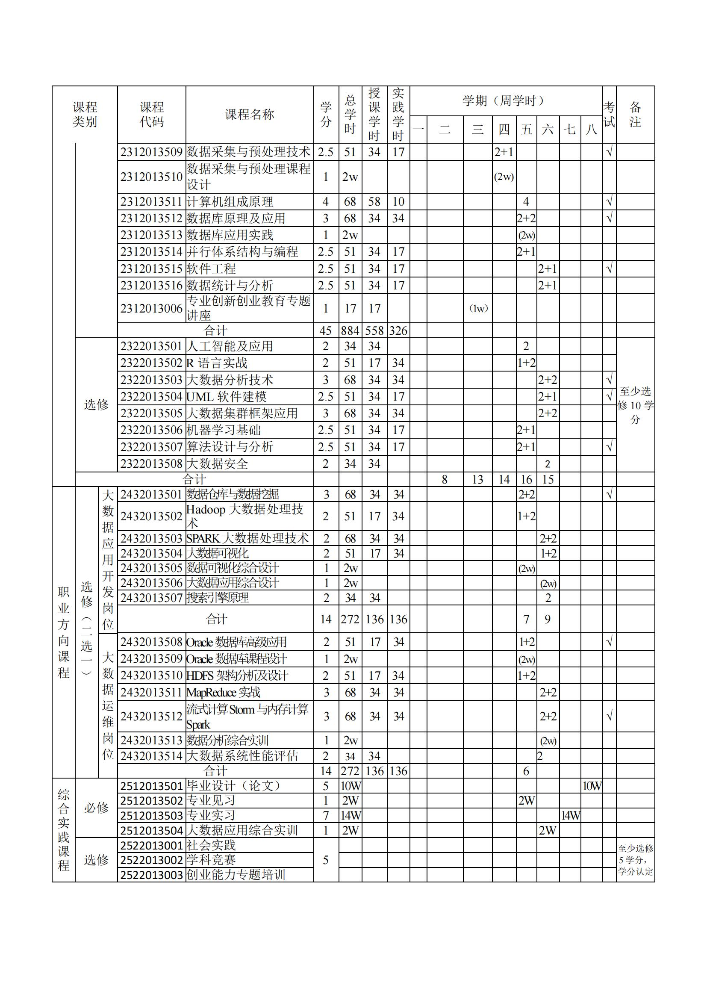 课程类别 课程代码 课程名称 学分 总学时 授课学时 实践学时 学期（周学时） 考试 备注
一 二 三 四 五 六 七 八
2312013509 数据采集与预处理技术 2.5 51 34 17 2+1 √
2312013510 数据采集与预处理课程设计 1 2w (2w)
2312013511 计算机组成原理 4 68 58 10 4 √
2312013512 数据库原理及应用 3 68 34 34 2+2 √
2312013513 数据库应用实践 1 2w (2w)
2312013514 并行体系结构与编程 2.5 51 34 17 2+1
2312013515 软件工程 2.5 51 34 17 2+1 √
2312013516 数据统计与分析 2.5 51 34 17 2+1
2312013006 专业创新创业教育专题讲座 1 17 17 （1w）
合计 45 884 558 326
选修
2322013501 人工智能及应用 2 34 34 2
2322013502 R 语言实战 2 51 17 34 1+2
2322013503 大数据分析技术 3 68 34 34 2+2 √
2322013504 UML 软件建模 2.5 51 34 17 2+1 √
2322013505 大数据集群框架应用 3 68 34 34 2+2
2322013506 机器学习基础 2.5 51 34 17 2+1
2322013507 算法设计与分析 2.5 51 34 17 2+1 √
2322013508 大数据安全 2 34 34 2
至少选修 10 学分
合计 8 13 14 16 15
职业方向课程
选修（二选一）
大数据应用开发岗位
2432013501 数据仓库与数据挖掘 3 68 34 34 2+2 √
2432013502 Hadoop 大数据处理技术 2 51 17 34 1+2
2432013503 SPARK 大数据处理技术 2 68 34 34 2+2
2432013504 大数据可视化 2 51 17 34 1+2
2432013505 数据可视化综合设计 1 2w (2w)
2432013506 大数据应用综合设计 1 2w (2w)
2432013507 搜索引擎原理 2 34 34 2
合计 14 272 136 136 7 9
大数据运维岗位
2432013508 Oracle 数据库高级应用 2 51 17 34 1+2 √
2432013509 Oracle 数据库课程设计 1 2w (2w)
2432013510 HDFS 架构分析及设计 2 51 17 34 1+2
2432013511 MapReduce 实战 3 68 34 34 2+2
2432013512 流式计算 Storm 与内存计算 Spark 3 68 34 34 2+2 √
2432013513 数据分析综合实训 1 2w (2w)
2432013514 大数据系统性能评估 2 34 34 2
合计 14 272 136 136 6
综合实践课程
必修
2512013501 毕业设计（论文） 5 10W 10W
2512013502 专业见习 1 2W 2W
2512013503 专业实习 7 14W 14W
2512013504 大数据应用综合实训 1 2W 2W
选修
2522013001 社会实践
2522013002 学科竞赛 5
2522013003 创业能力专题培训
至少选修 5 学分，学分认定